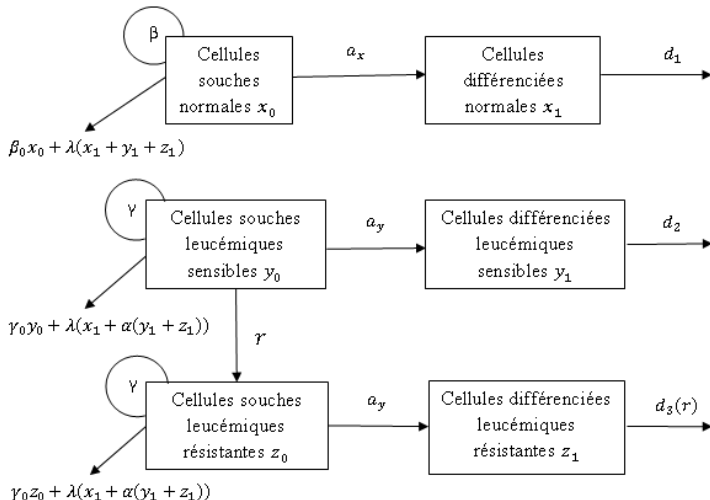 β
Cellules
souches
normales x₀
aₓ
Cellules
différenciées
normales x₁
d₁
β₀x₀ + λ(x₁ + y₁ + z₁)
γ
Cellules souches
leucémiques
sensibles y₀
a_y
Cellules différenciées
leucémiques
sensibles y₁
d₂
γ₀y₀ + λ(x₁ + α(y₁ + z₁))
r
γ
Cellules souches
leucémiques
résistantes z₀
a_y
Cellules différenciées
leucémiques
résistantes z₁
d₃(r)
γ₀z₀ + λ(x₁ + α(y₁ + z₁))